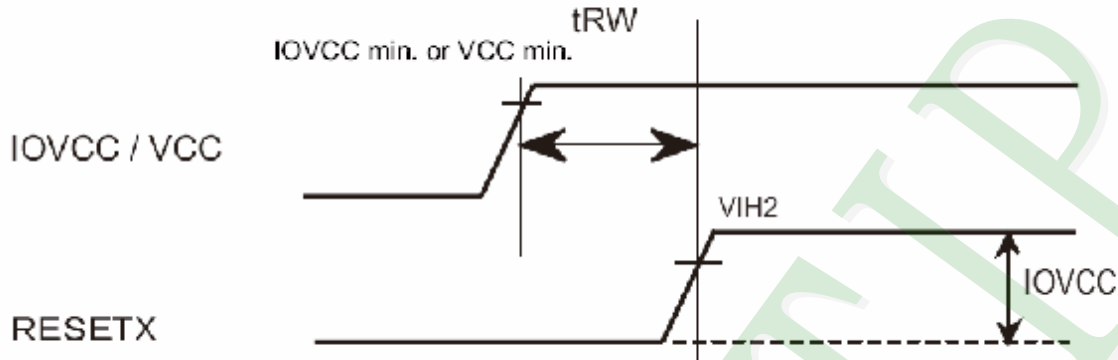 tRW
IOVCC min. or VCC min.
IOVCC / VCC
VIH2
IOVCC
RESETX